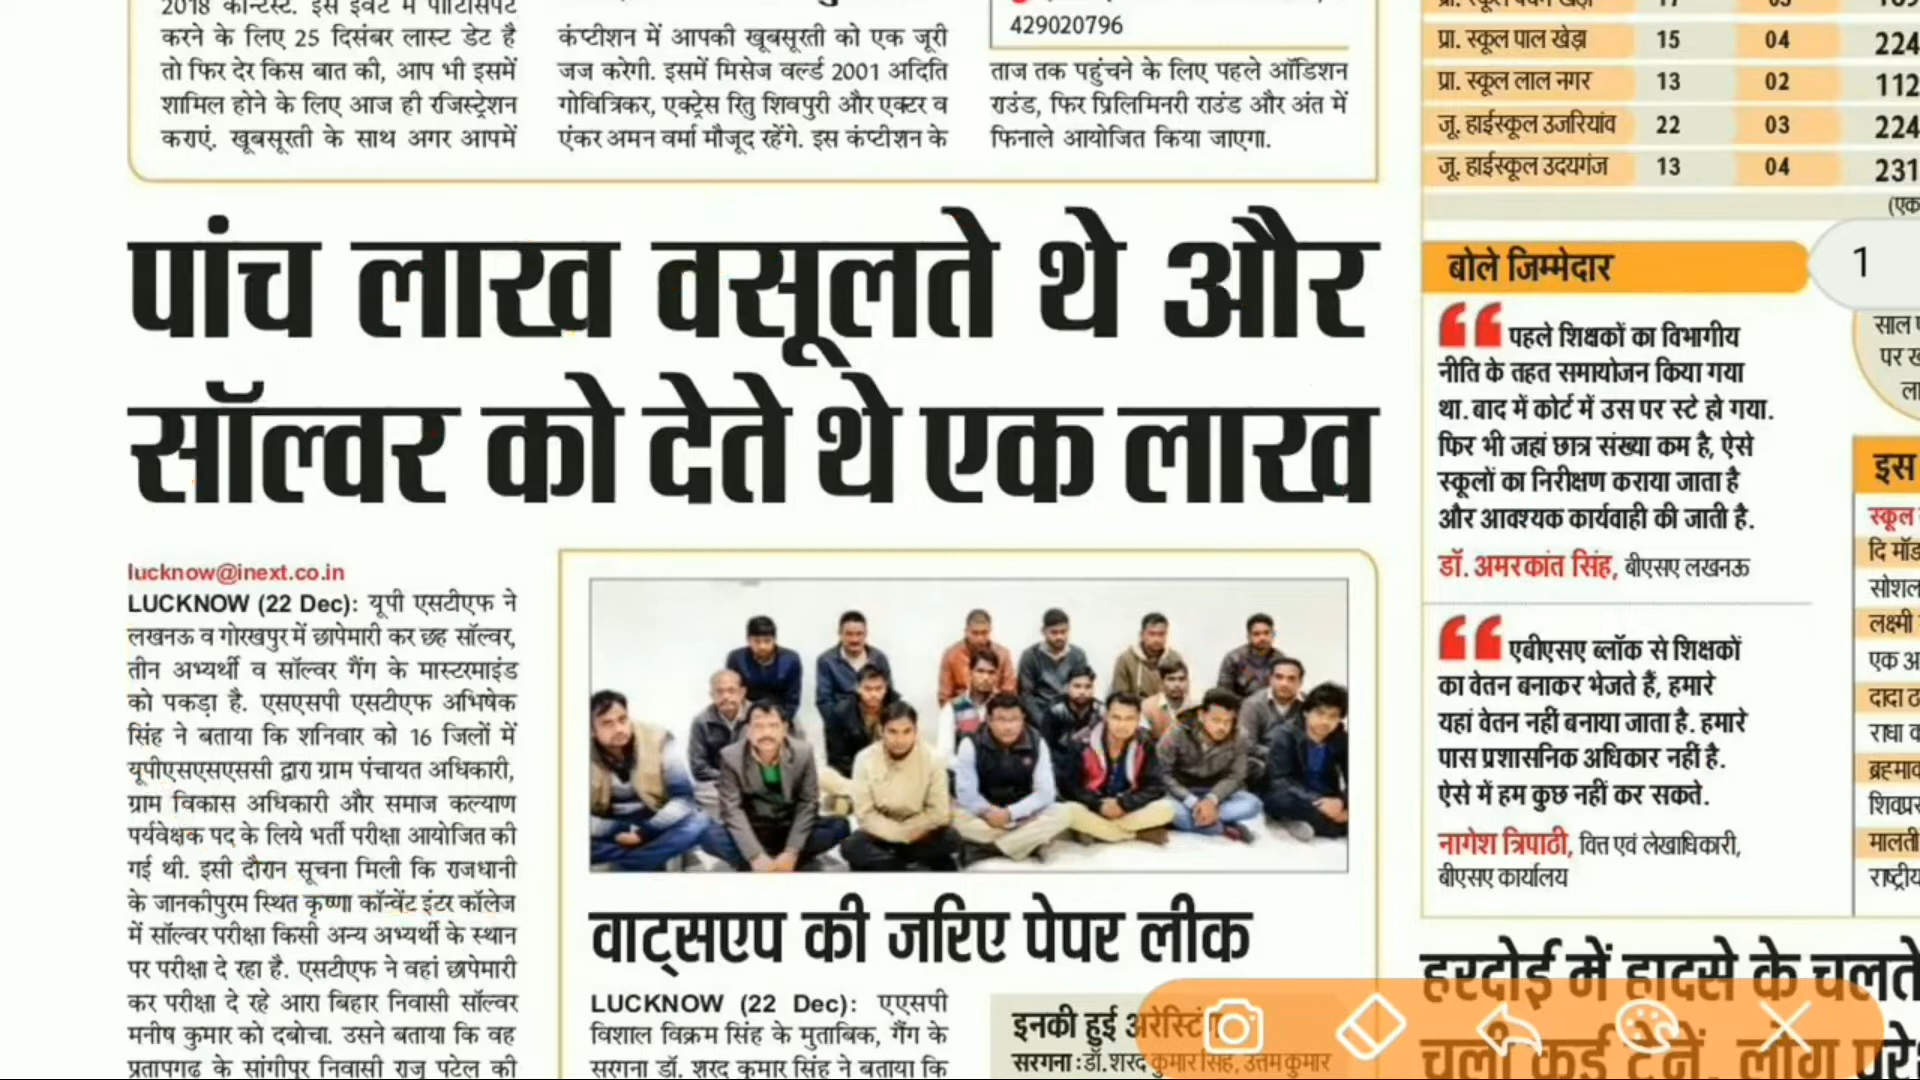 करने के लिए 25 दिसंबर लास्ट डेट है
तो फिर देर किस बात की, आप भी इसमें
शामिल होने के लिए आज ही रजिस्ट्रेशन
कराएं. खूबसूरती के साथ अगर आपमें
कंप्टीशन में आपकी खूबसूरती को एक जूरी
जज करेगी. इसमें मिसेज वर्ल्ड 2001 अदिति
गोवित्रिकर, एक्ट्रेस रितु शिवपुरी और एक्टर व
एंकर अमन वर्मा मौजूद रहेंगे. इस कंप्टीशन के
429020796
ताज तक पहुंचने के लिए पहले ऑडिशन
राउंड, फिर प्रिलिमिनरी राउंड और अंत में
फिनाले आयोजित किया जाएगा.
पांच लाख वसूलते थे और
सॉल्वर को देते थे एक लाख
lucknow@inext.co.in
LUCKNOW (22 Dec): यूपी एसटीएफ ने
लखनऊ व गोरखपुर में छापेमारी कर छह सॉल्वर,
तीन अभ्यर्थी व सॉल्वर गैंग के मास्टरमाइंड
को पकड़ा है. एसएसपी एसटीएफ अभिषेक
सिंह ने बताया कि शनिवार को 16 जिलों में
यूपीएसएसएससी द्वारा ग्राम पंचायत अधिकारी,
ग्राम विकास अधिकारी और समाज कल्याण
पर्यवेक्षक पद के लिये भर्ती परीक्षा आयोजित की
गई थी. इसी दौरान सूचना मिली कि राजधानी
के जानकीपुरम स्थित कृष्णा कॉन्वेंट इंटर कॉलेज
में सॉल्वर परीक्षा किसी अन्य अभ्यर्थी के स्थान
पर परीक्षा दे रहा है. एसटीएफ ने वहां छापेमारी
कर परीक्षा दे रहे आरा बिहार निवासी सॉल्वर
मनीष कुमार को दबोचा. उसने बताया कि वह
प्रतापगढ के सांगीपुर निवासी राजू पटेल की
वाट्सएप की जरिए पेपर लीक
LUCKNOW (22 Dec): एएसपी
विशाल विक्रम सिंह के मुताबिक, गैंग के
सरगना डॉ. शरद कुमार सिंह ने बताया कि
इनकी हुई अरेस्टिंग
सरगना : डॉ. शरद कुमार सिंह, उत्तम कुमार
प्रा. स्कूल पाल खेड़ा 15 04 224
प्रा. स्कूल लाल नगर 13 02 112
जू. हाईस्कूल उजरियांव 22 03 224
जू. हाईस्कूल उदयगंज 13 04 231
(एक
बोले जिम्मेदार
1
पहले शिक्षकों का विभागीय
नीति के तहत समायोजन किया गया
था. बाद में कोर्ट में उस पर स्टे हो गया.
फिर भी जहां छात्र संख्या कम है, ऐसे
स्कूलों का निरीक्षण कराया जाता है
और आवश्यक कार्यवाही की जाती है.
डॉ. अमरकांत सिंह, बीएसए लखनऊ
एबीएसए ब्लॉक से शिक्षकों
का वेतन बनाकर भेजते हैं, हमारे
यहां वेतन नहीं बनाया जाता है. हमारे
पास प्रशासनिक अधिकार नहीं है.
ऐसे में हम कुछ नहीं कर सकते.
नागेश त्रिपाठी, वित्त एवं लेखाधिकारी,
बीएसए कार्यालय
साल
पर
इस
स्कूल
दि
सोशल
लक्ष्मी
एक
दादा
राधा
मालती
हरदोई में हादसे के चलते
चलीं कई ट्रेनें, लोग